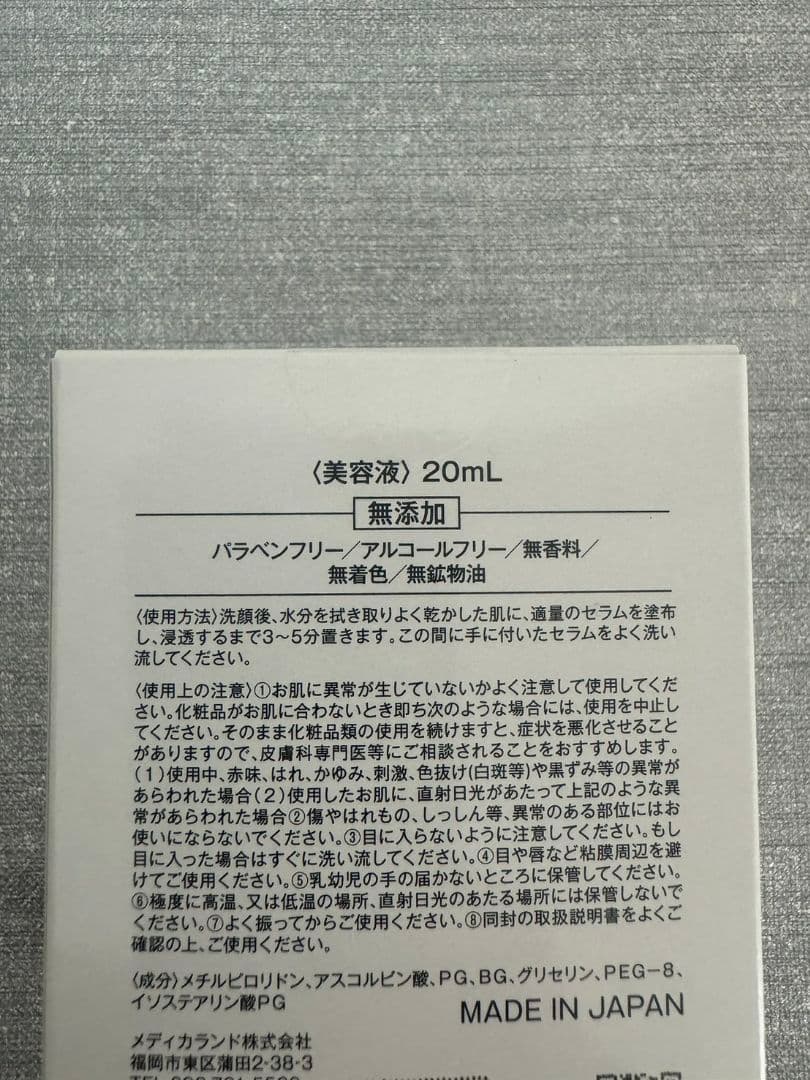 〈美容液〉20mL
無添加
パラベンフリー／アルコールフリー／無香料／
無着色／無鉱物油
〈使用方法〉洗顔後、水分を拭き取りよく乾かした肌に、適量のセラムを塗布
し、浸透するまで3〜5分置きます。この間に手に付いたセラムをよく洗い
流してください。
〈使用上の注意〉①お肌に異常が生じていないかよく注意して使用してくだ
さい。化粧品がお肌に合わないとき即ち次のような場合には、使用を中止し
てください。そのまま化粧品類の使用を続けますと、症状を悪化させること
がありますので、皮膚科専門医等にご相談されることをおすすめします。
（1）使用中、赤味、はれ、かゆみ、刺激、色抜け(白斑等)や黒ずみ等の異常が
あらわれた場合（2）使用したお肌に、直射日光があたって上記のような異
常があらわれた場合②傷やはれもの、しっしん等、異常のある部位にはお
使いにならないでください。③目に入らないように注意してください。もし
目に入った場合はすぐに洗い流してください。④目や唇など粘膜周辺を避
けてご使用ください。⑤乳幼児の手の届かないところに保管してください。
⑥極度に高温、又は低温の場所、直射日光のあたる場所には保管しないで
ください。⑦よく振ってからご使用ください。⑧同封の取扱説明書をよくご
確認の上、ご使用ください。
〈成分〉メチルピロリドン、アスコルビン酸、PG、BG、グリセリン、PEG-8、
イソステアリン酸PG
MADE IN JAPAN
メディカランド株式会社
福岡市東区蒲田2-38-3